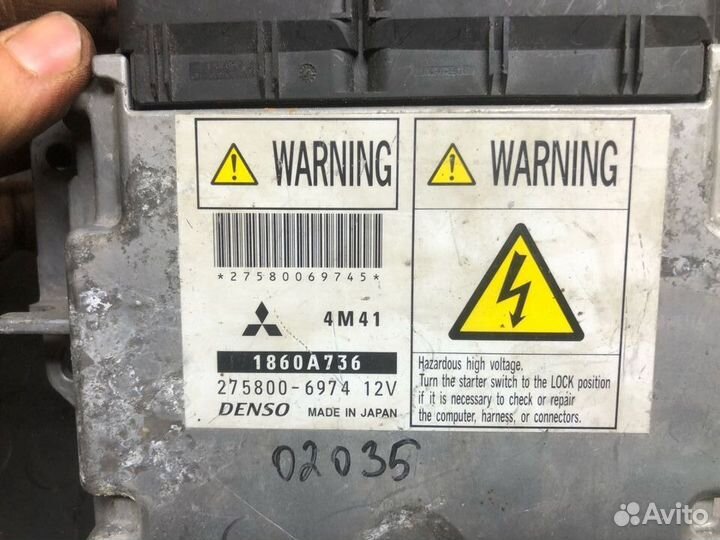 WARNING
*27580069745*
4M41
1860A736
275800-6974 12V
DENSO MADE IN JAPAN
WARNING
Hazardous high voltage.
Turn the starter switch to the LOCK position
if it is necessary to check or repair
the computer, harness, or connectors.
02035
Avito